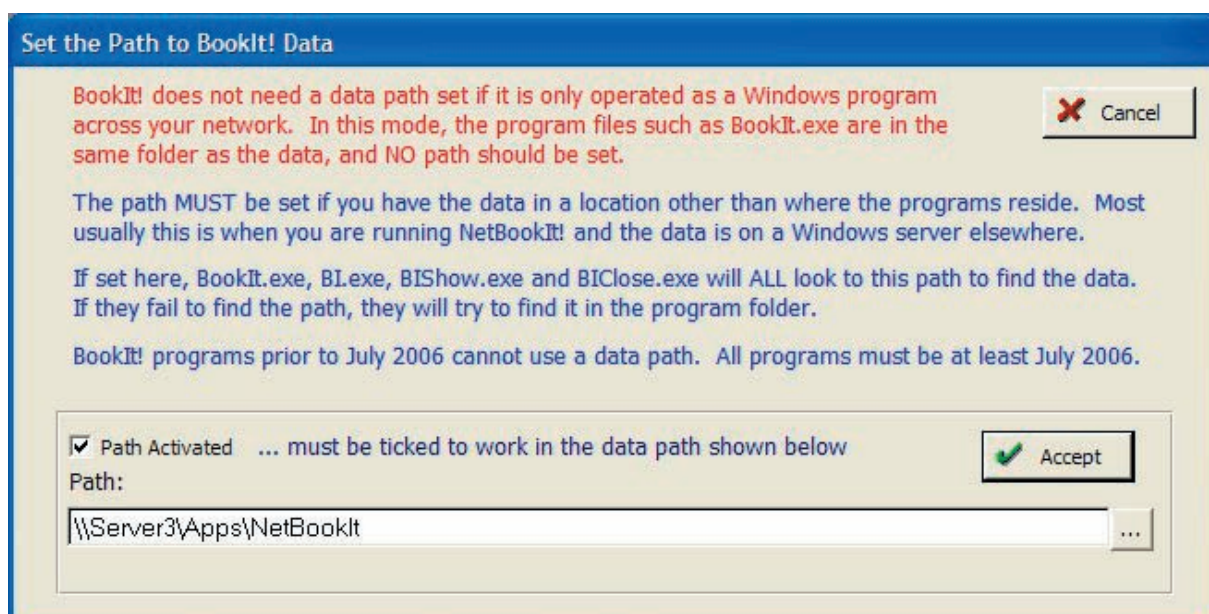 Set the Path to BookIt! Data
BookIt! does not need a data path set if it is only operated as a Windows program
Cancel
across your network. In this mode, the program files such as BookIt.exe are in the
same folder as the data, and NO path should be set.
The path MUST be set if you have the data in a location other than where the programs reside. Most
usually this is when you are running NetBookIt! and the data is on a Windows server elsewhere.
If set here, BookIt.exe, BI.exe, BIShow.exe and BIClose.exe will ALL look to this path to find the data.
If they fail to find the path, they will try to find it in the program folder.
BookIt! programs prior to July 2006 cannot use a data path. All programs must be at least July 2006.
Path Activated ... must be ticked to work in the data path shown below
Accept
Path:
\\Server3\Apps\NetBookIt
...